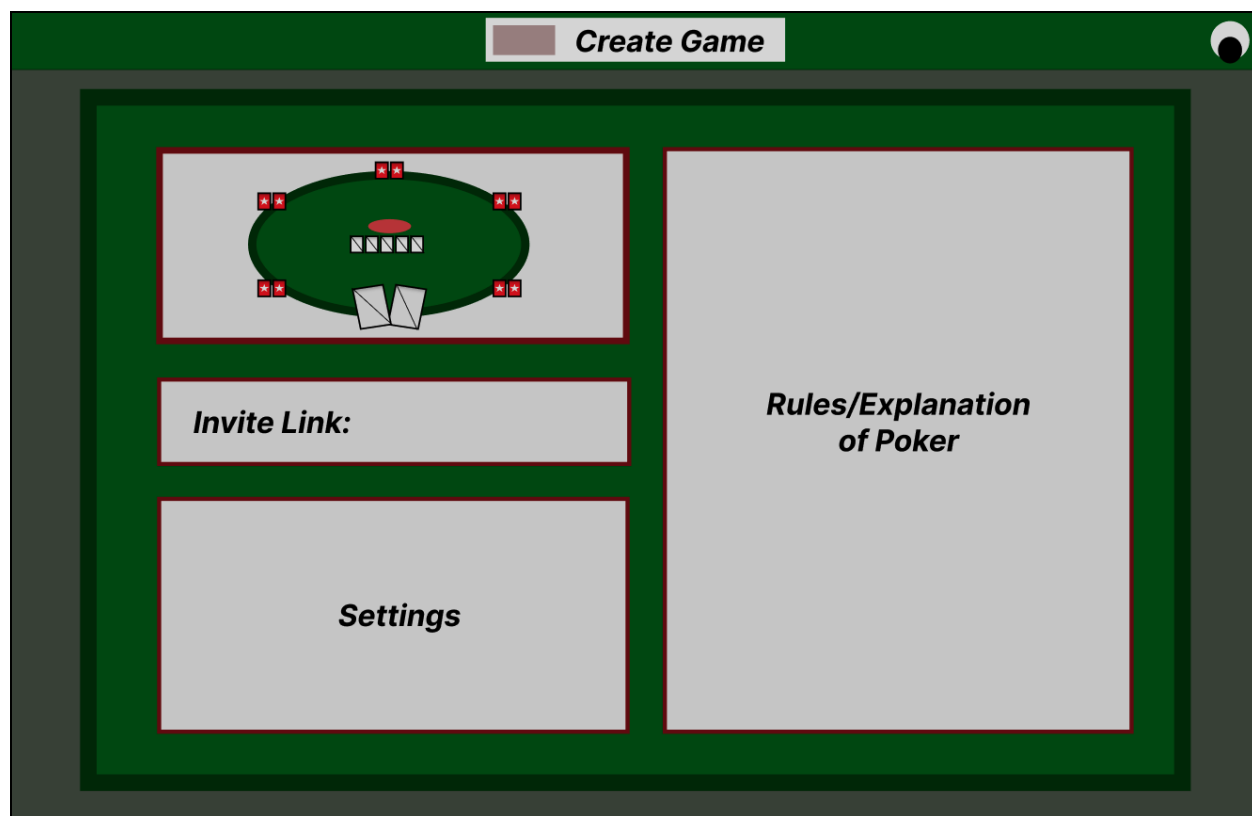 Create Game
Invite Link:
Settings
Rules/Explanation
of Poker